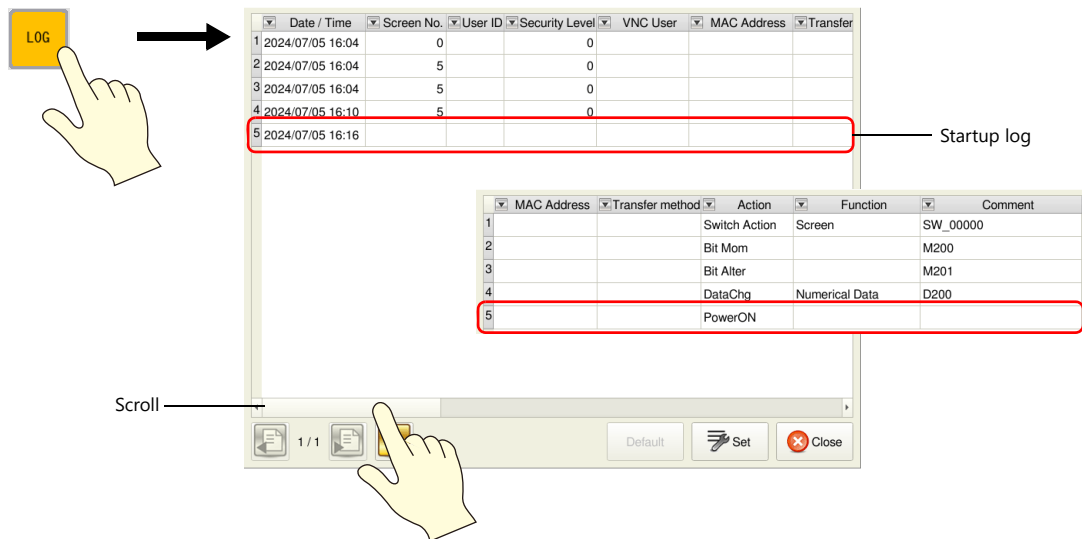 LOG
Date / Time Screen No. User ID Security Level VNC User MAC Address Transfer
1 2024/07/05 16:04 0 0
2 2024/07/05 16:04 5 0
3 2024/07/05 16:04 5 0
4 2024/07/05 16:10 5 0
5 2024/07/05 16:16
Startup log
MAC Address Transfer method Action Function Comment
1 Switch Action Screen SW_00000
2 Bit Mom M200
3 Bit Alter M201
4 DataChg Numerical Data D200
5 PowerON
Scroll
1 / 1 Default Set Close